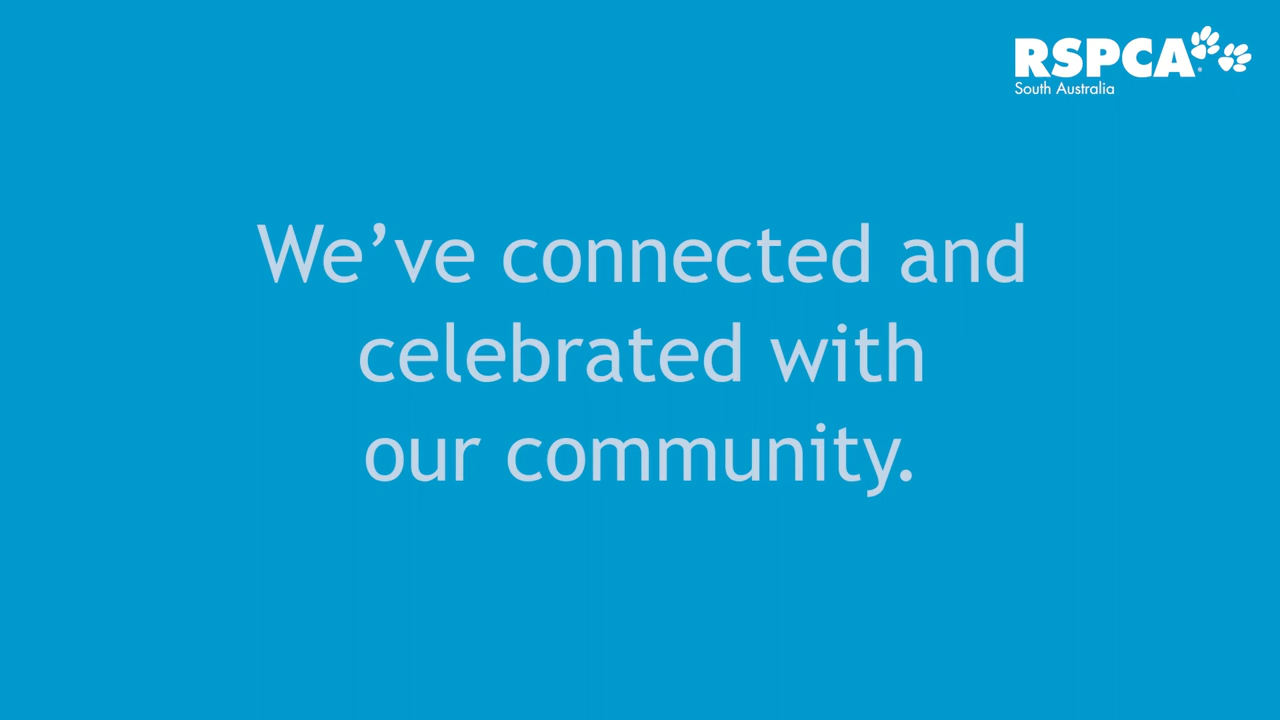 RSPCA
South Australia
We’ve connected and
celebrated with
our community.